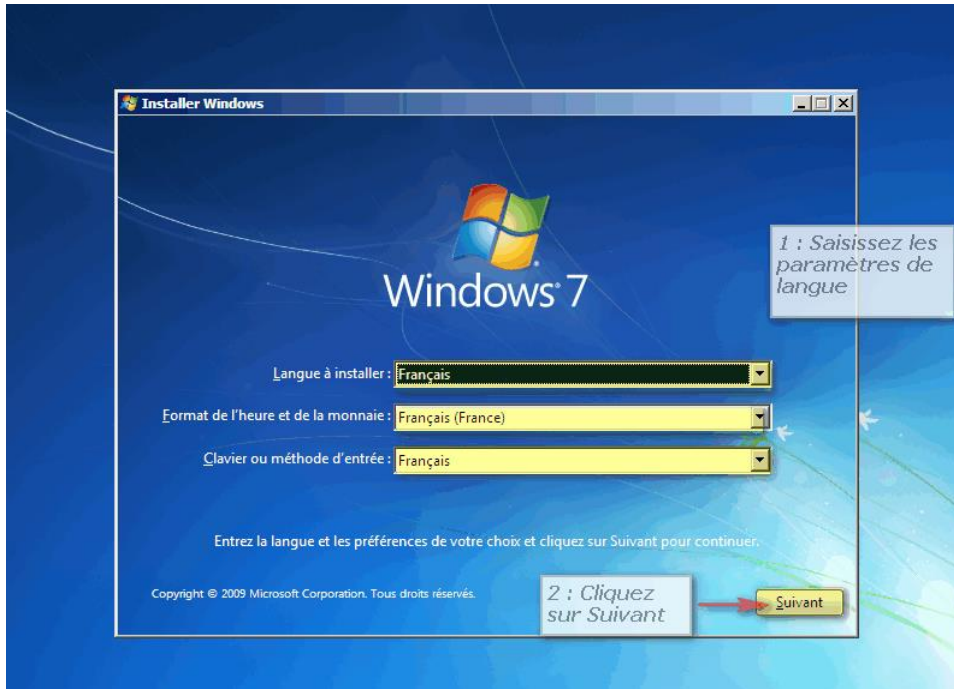 Installer Windows
Windows 7
1 : Saisissez les
paramètres de
langue
Langue à installer : Français
Format de l'heure et de la monnaie : Français (France)
Clavier ou méthode d'entrée : Français
Entrez la langue et les préférences de votre choix et cliquez sur Suivant pour continuer.
Copyright © 2009 Microsoft Corporation. Tous droits réservés.
2 : Cliquez
sur Suivant
Suivant